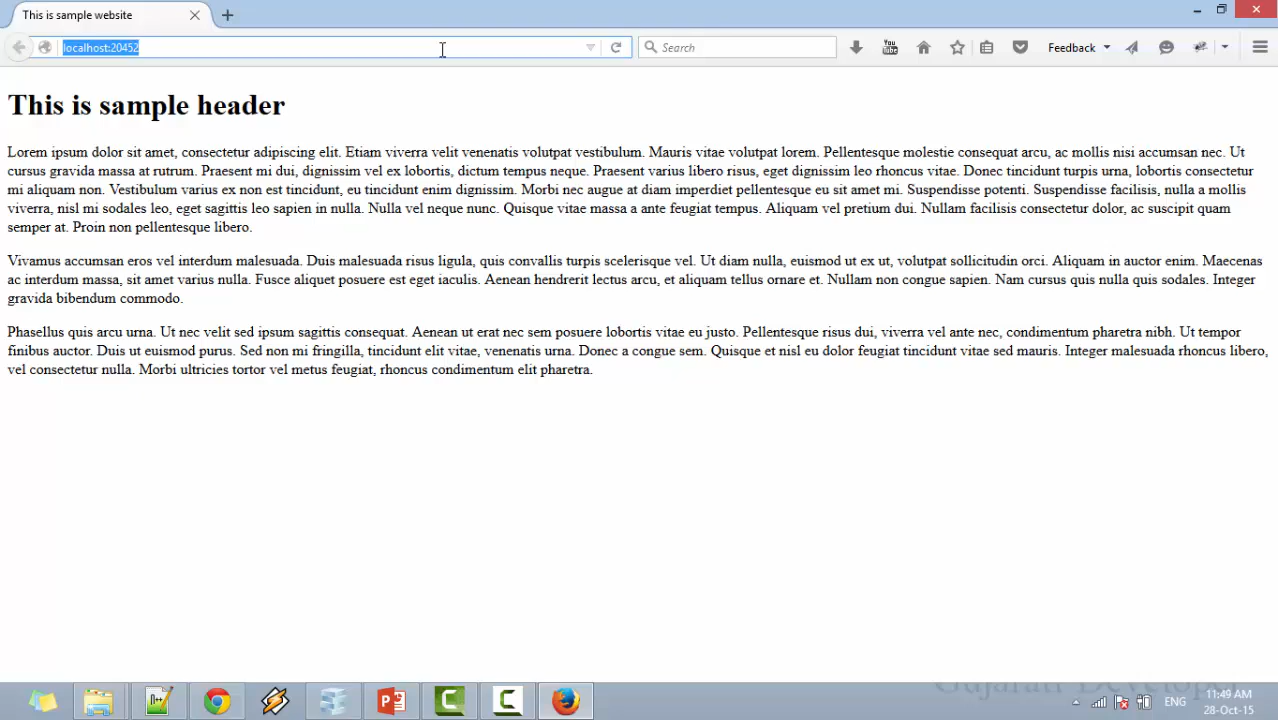 This is sample website
localhost:20452
Search
You
Tube
Feedback
This is sample header
Lorem ipsum dolor sit amet, consectetur adipiscing elit. Etiam viverra velit venenatis volutpat vestibulum. Mauris vitae volutpat lorem. Pellentesque molestie consequat arcu, ac mollis nisi accumsan nec. Ut
cursus gravida massa at rutrum. Praesent mi dui, dignissim vel ex lobortis, dictum tempus neque. Praesent varius libero risus, eget dignissim leo rhoncus vitae. Donec tincidunt turpis urna, lobortis consectetur
mi aliquam non. Vestibulum varius ex non est tincidunt, eu tincidunt enim dignissim. Morbi nec augue at diam imperdiet pellentesque eu sit amet mi. Suspendisse potenti. Suspendisse facilisis, nulla a mollis
viverra, nisl mi sodales leo, eget sagittis leo sapien in nulla. Nulla vel neque nunc. Quisque vitae massa a ante feugiat tempus. Aliquam vel pretium dui. Nullam facilisis consectetur dolor, ac suscipit quam
semper at. Proin non pellentesque libero.
Vivamus accumsan eros vel interdum malesuada. Duis malesuada risus ligula, quis convallis turpis scelerisque vel. Ut diam nulla, euismod ut ex ut, volutpat sollicitudin orci. Aliquam in auctor enim. Maecenas
ac interdum massa, sit amet varius nulla. Fusce aliquet posuere est eget iaculis. Aenean hendrerit lectus arcu, et aliquam tellus ornare et. Nullam non congue sapien. Nam cursus quis nulla quis sodales. Integer
gravida bibendum commodo.
Phasellus quis arcu urna. Ut nec velit sed ipsum sagittis consequat. Aenean ut erat nec sem posuere lobortis vitae eu justo. Pellentesque risus dui, viverra vel ante nec, condimentum pharetra nibh. Ut tempor
finibus auctor. Duis ut euismod purus. Sed non mi fringilla, tincidunt elit vitae, venenatis urna. Donec a congue sem. Quisque et nisl eu dolor feugiat tincidunt vitae sed mauris. Integer malesuada rhoncus libero,
vel consectetur nulla. Morbi ultricies tortor vel metus feugiat, rhoncus condimentum elit pharetra.
Gujarati Developer
ENG
11:49 AM
28-Oct-15